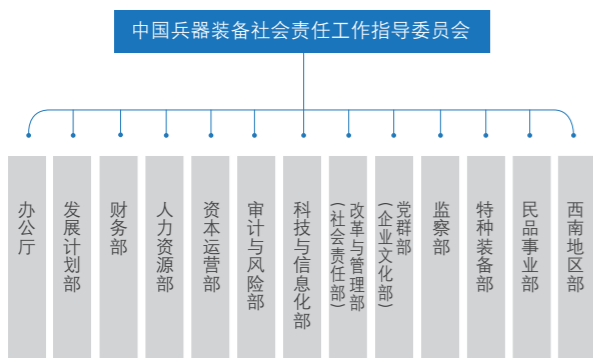 中国兵器装备社会责任工作指导委员会
办公厅
发展计划部
财务部
人力资源部
资本运营部
审计与风险部
科技与信息化部
改革与管理部
(社会责任部)
党群部
(企业文化部)
监察部
特种装备部
民品事业部
西南地区部